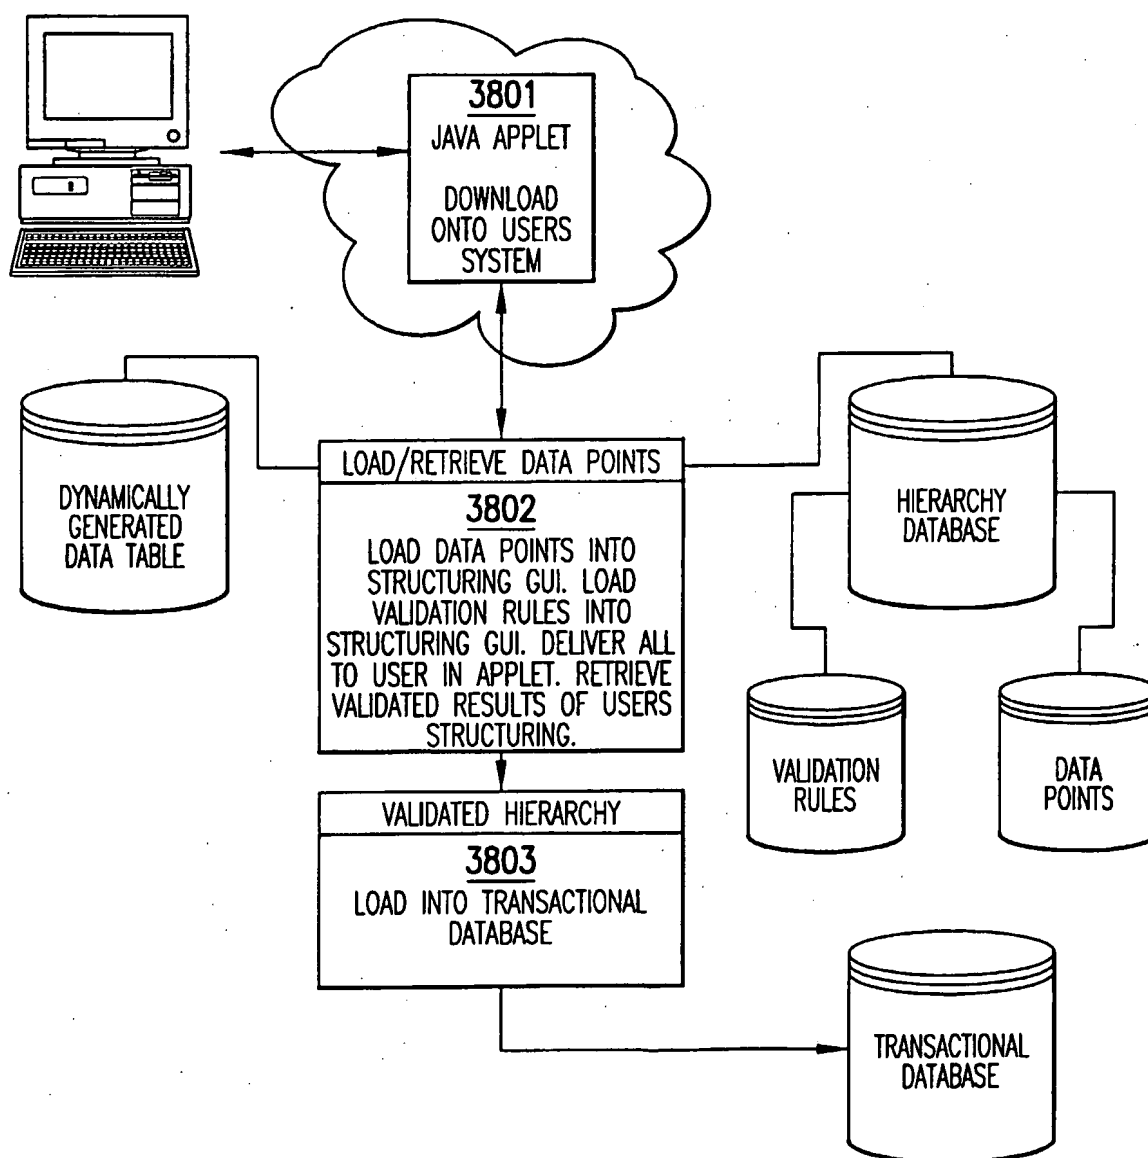 3801
JAVA APPLET
DOWNLOAD
ONTO USERS
SYSTEM
DYNAMICALLY
GENERATED
DATA TABLE
LOAD/RETRIEVE DATA POINTS
3802
LOAD DATA POINTS INTO
STRUCTURING GUI. LOAD
VALIDATION RULES INTO
STRUCTURING GUI. DELIVER ALL
TO USER IN APPLET. RETRIEVE
VALIDATED RESULTS OF USERS
STRUCTURING.
HIERARCHY
DATABASE
VALIDATION
RULES
DATA
POINTS
VALIDATED HIERARCHY
3803
LOAD INTO TRANSACTIONAL
DATABASE
TRANSACTIONAL
DATABASE